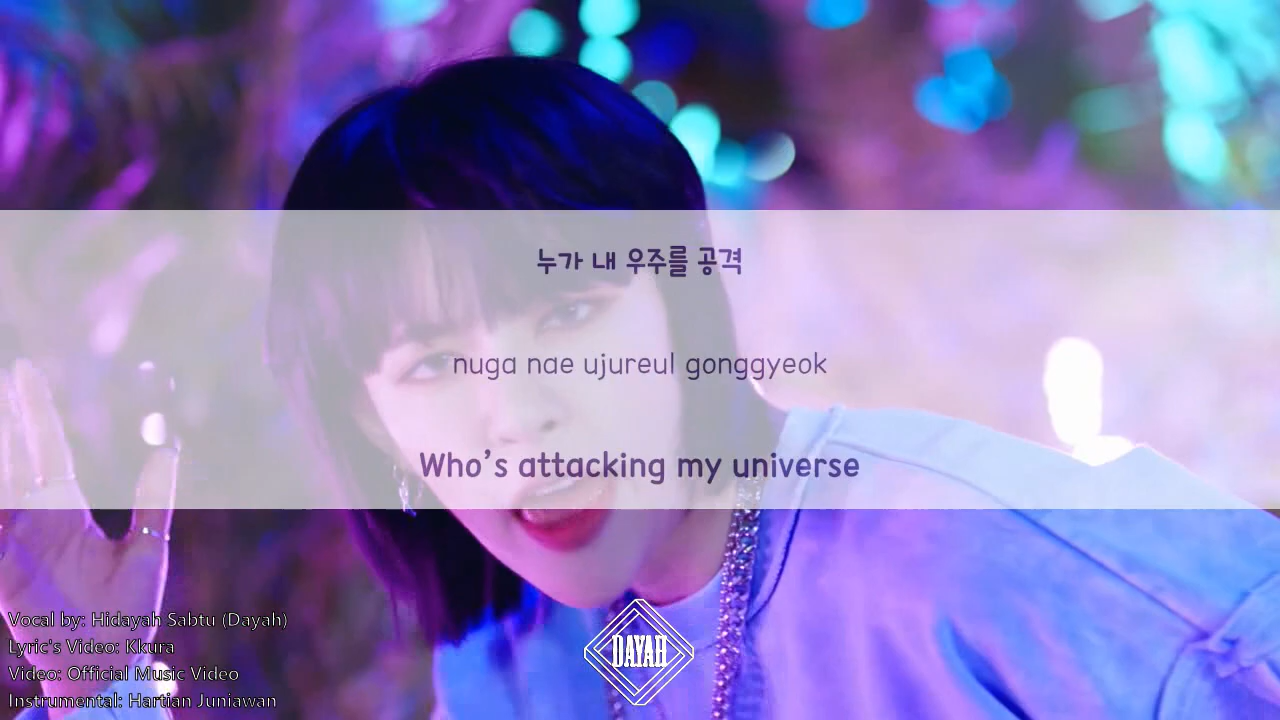 누가 내 우주를 공격
nuga nae ujureul gonggyeok
Who's attacking my universe
Vocal by: Hidayah Sabtu (Dayah)
Lyric's Video: Kkura
Video: Official Music Video
Instrumental: Hartian Juniawan
DAYAH